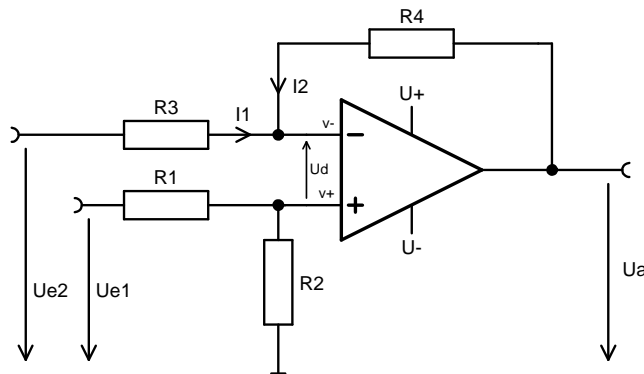 R4
I2
R3
I1
U+
v-
−
Ud
R1
v+
+
U-
R2
Ue2
Ue1
Ua